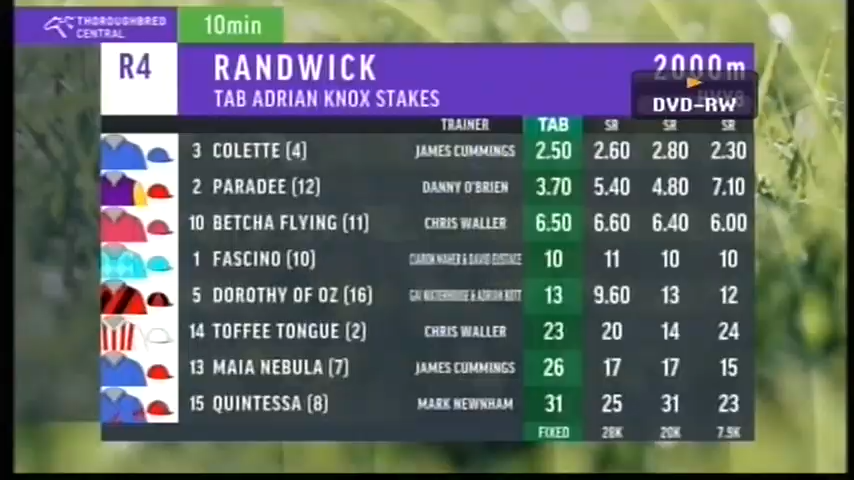 THOROUGHBRED
CENTRAL
10min
R4 RANDWICK 2000m
TAB ADRIAN KNOX STAKES
DVD-RW
TRAINER TAB SR SR SR
3 COLETTE (4) JAMES CUMMINGS 2.50 2.60 2.80 2.30
2 PARADEE (12) DANNY O'BRIEN 3.70 5.40 4.80 7.10
10 BETCHA FLYING (11) CHRIS WALLER 6.50 6.60 6.40 6.00
1 FASCINO (10) CIARON MAHER & DAVID EUSTACE 10 11 10 10
5 DOROTHY OF OZ (16) GAI WATERHOUSE & ADRIAN BOTT 13 9.60 13 12
14 TOFFEE TONGUE (2) CHRIS WALLER 23 20 14 24
13 MAIA NEBULA (7) JAMES CUMMINGS 26 17 17 15
15 QUINTESSA (8) MARK NEWNHAM 31 25 31 23
FIXED 28K 20K 7.9K